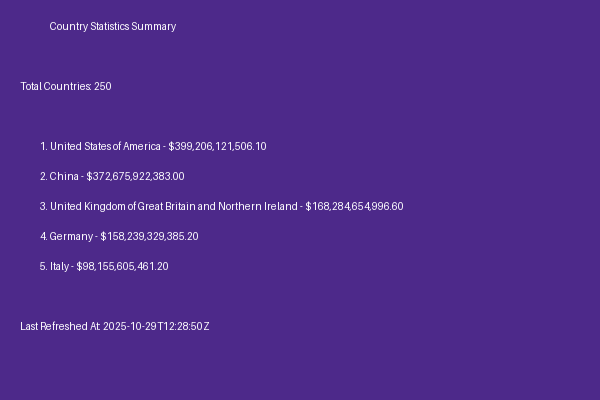 Country Statistics Summary
Total Countries: 250
1. United States of America - $399,206,121,506.10
2. China - $372,675,922,383.00
3. United Kingdom of Great Britain and Northern Ireland - $168,284,654,996.60
4. Germany - $158,239,329,385.20
5. Italy - $98,155,605,461.20
Last Refreshed At: 2025-10-29T12:28:50Z